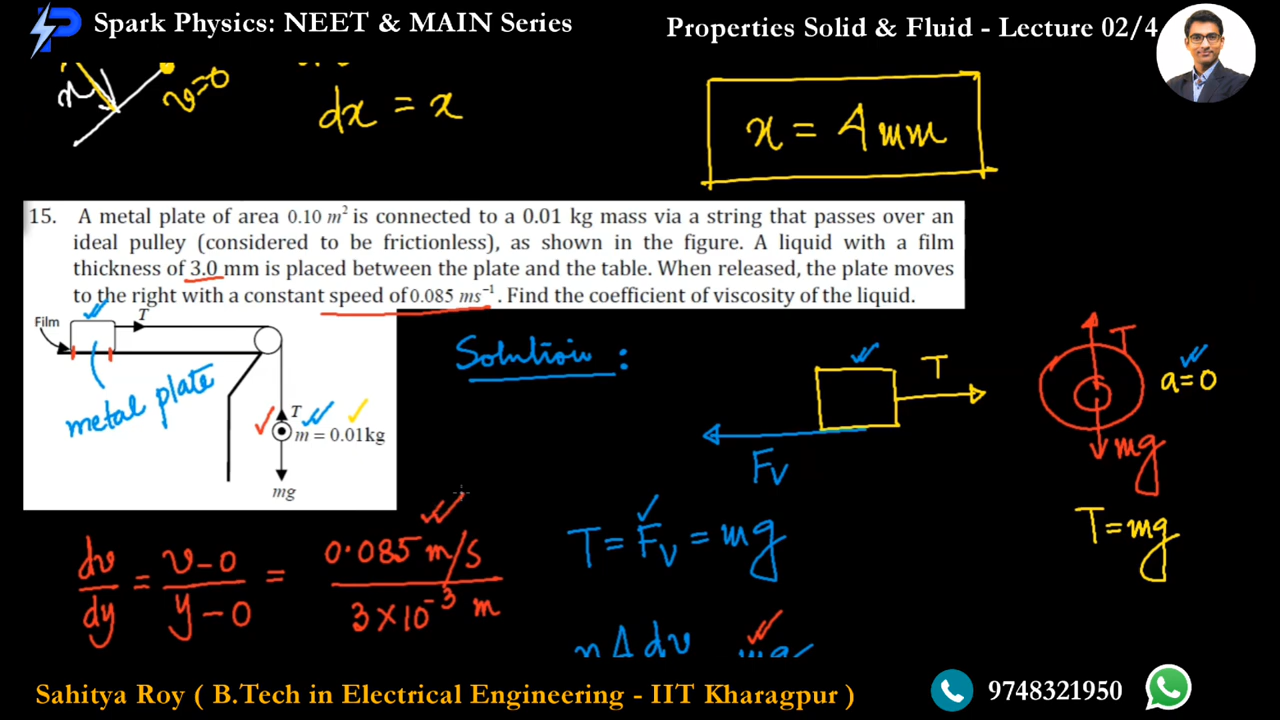 Spark Physics: NEET & MAIN Series
Properties Solid & Fluid - Lecture 02/4
x
v=0
dx = x
x = 4mm
15. A metal plate of area 0.10 m² is connected to a 0.01 kg mass via a string that passes over an
ideal pulley (considered to be frictionless), as shown in the figure. A liquid with a film
thickness of 3.0 mm is placed between the plate and the table. When released, the plate moves
to the right with a constant speed of 0.085 ms⁻¹. Find the coefficient of viscosity of the liquid.
Film
T
metal plate
T
m = 0.01kg
mg
Solution :
T
Fv
T
a=0
mg
T=mg
dv/dy = v-0/y-0 = 0.085 m/s / 3×10⁻³ m
T = Fv = mg
η A dv mg
Sahitya Roy ( B.Tech in Electrical Engineering - IIT Kharagpur )
9748321950